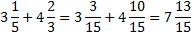 3 1/5 + 4 2/3 = 3 3/15 + 4 10/15 = 7 13/15